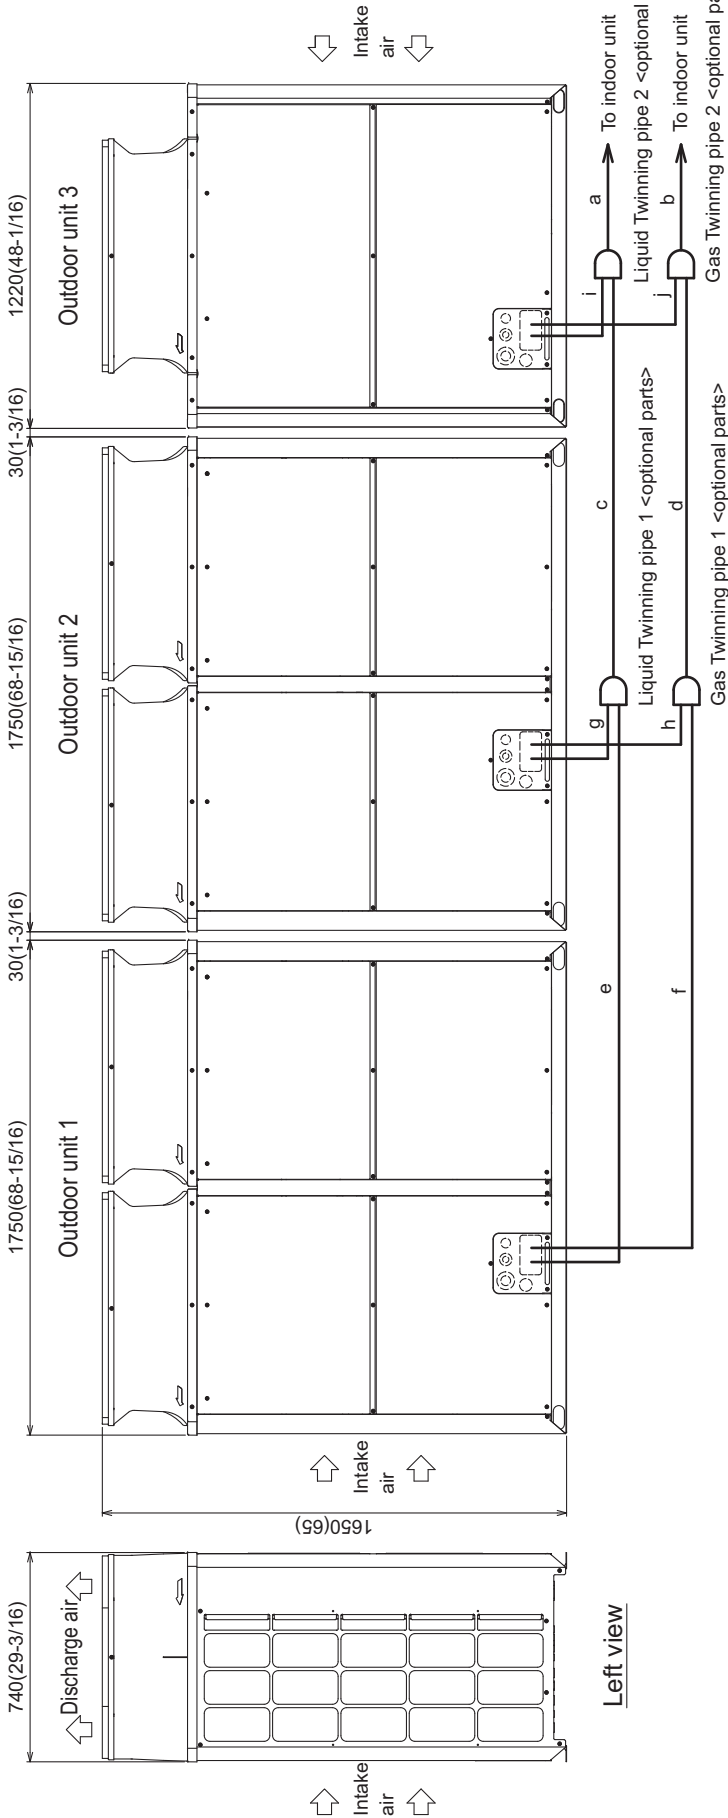 740(29-3/16)
1750(68-15/16)
30(1-3/16)
1750(68-15/16)
30(1-3/16)
1220(48-1/16)
Outdoor unit 1
Outdoor unit 2
Outdoor unit 3
Discharge air
Intake
air
1650(65)
Intake
air
Intake
air
Left view
g
i
a
To indoor unit
e
c
Liquid Twinning pipe 1 <optional parts>
Liquid Twinning pipe 2 <optional
h
j
b
To indoor unit
f
d
Gas Twinning pipe 1 <optional parts>
Gas Twinning pipe 2 <optional